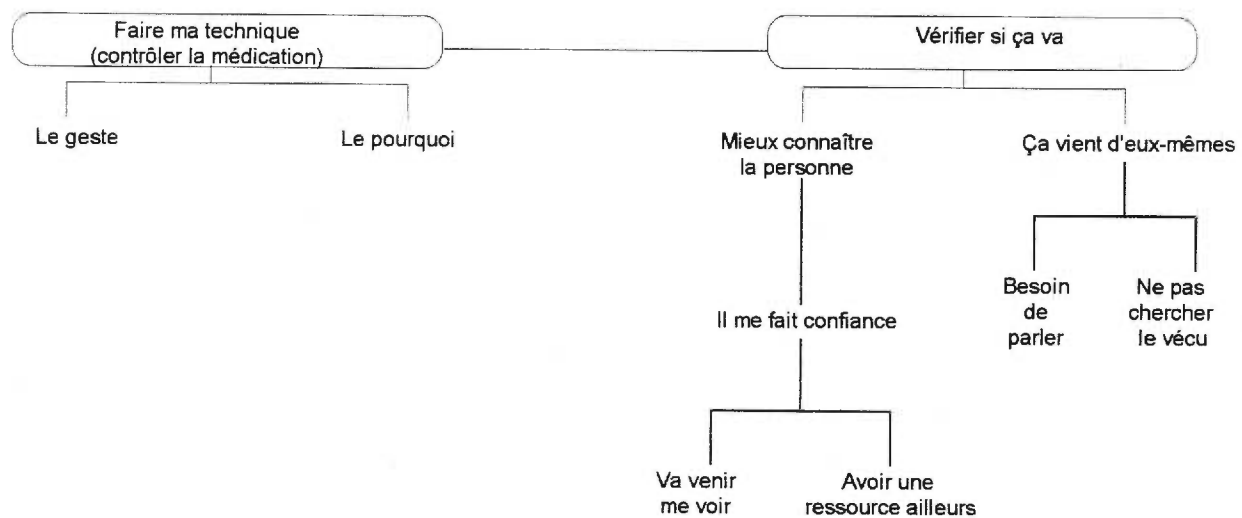 Faire ma technique
(contrôler la médication)
Vérifier si ça va
Le geste
Le pourquoi
Mieux connaître
la personne
Ça vient d'eux-mêmes
Besoin
de
parler
Ne pas
chercher
le vécu
Il me fait confiance
Va venir
me voir
Avoir une
ressource ailleurs